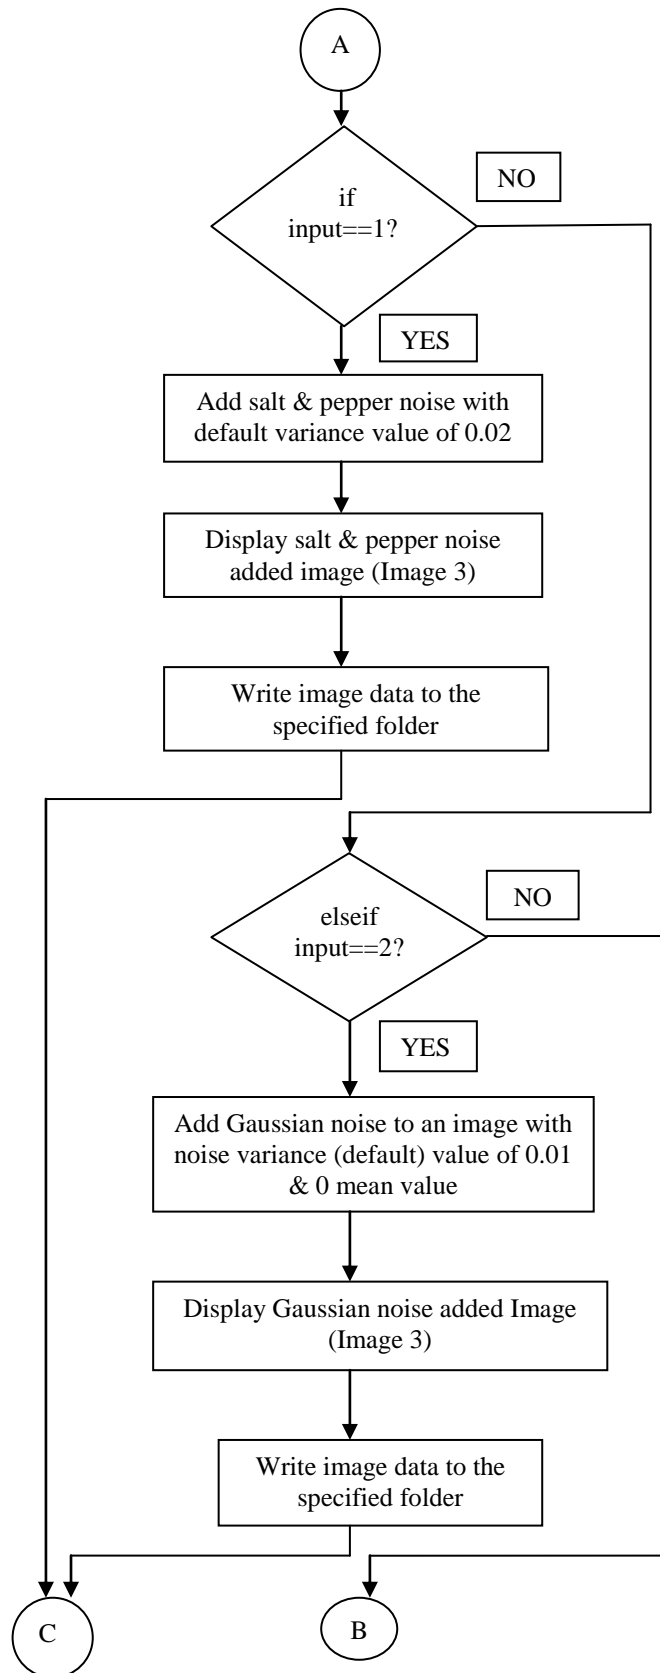 A
NO
if
input==1?
YES
Add salt & pepper noise with
default variance value of 0.02
Display salt & pepper noise
added image (Image 3)
Write image data to the
specified folder
NO
elseif
input==2?
YES
Add Gaussian noise to an image with
noise variance (default) value of 0.01
& 0 mean value
Display Gaussian noise added Image
(Image 3)
Write image data to the
specified folder
C
B